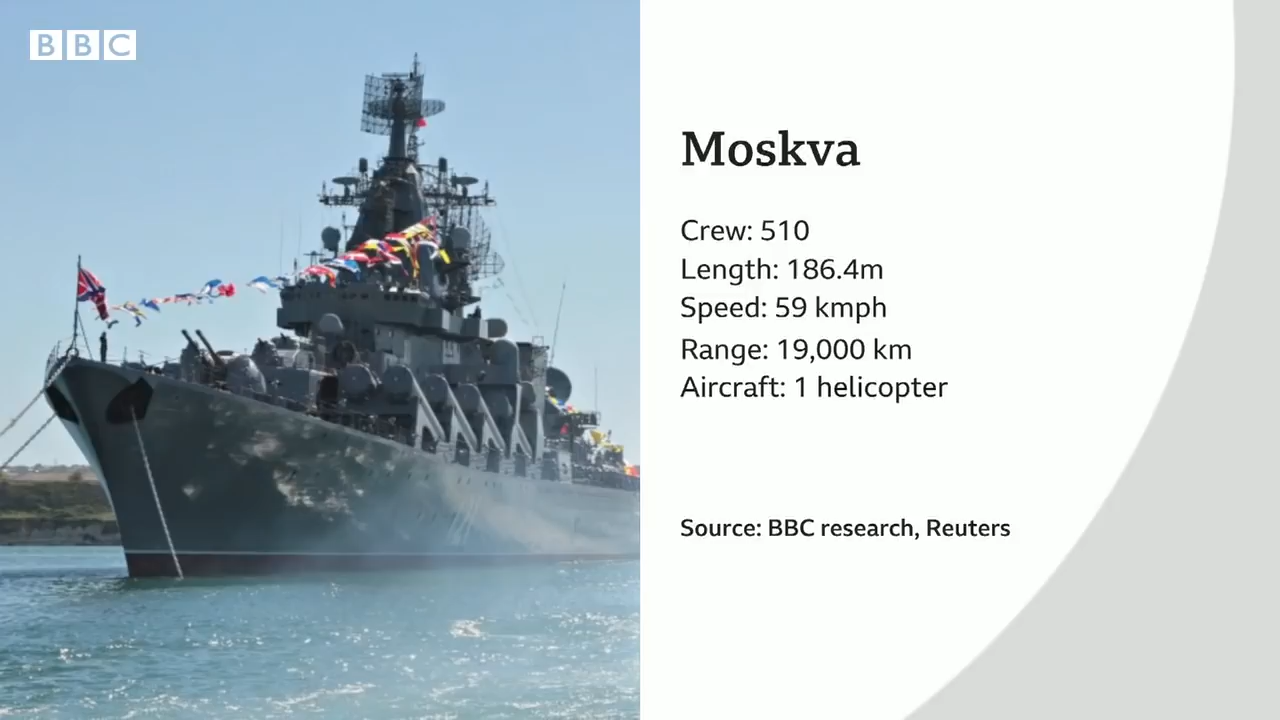 BBC
Moskva
Crew: 510
Length: 186.4m
Speed: 59 kmph
Range: 19,000 km
Aircraft: 1 helicopter
Source: BBC research, Reuters